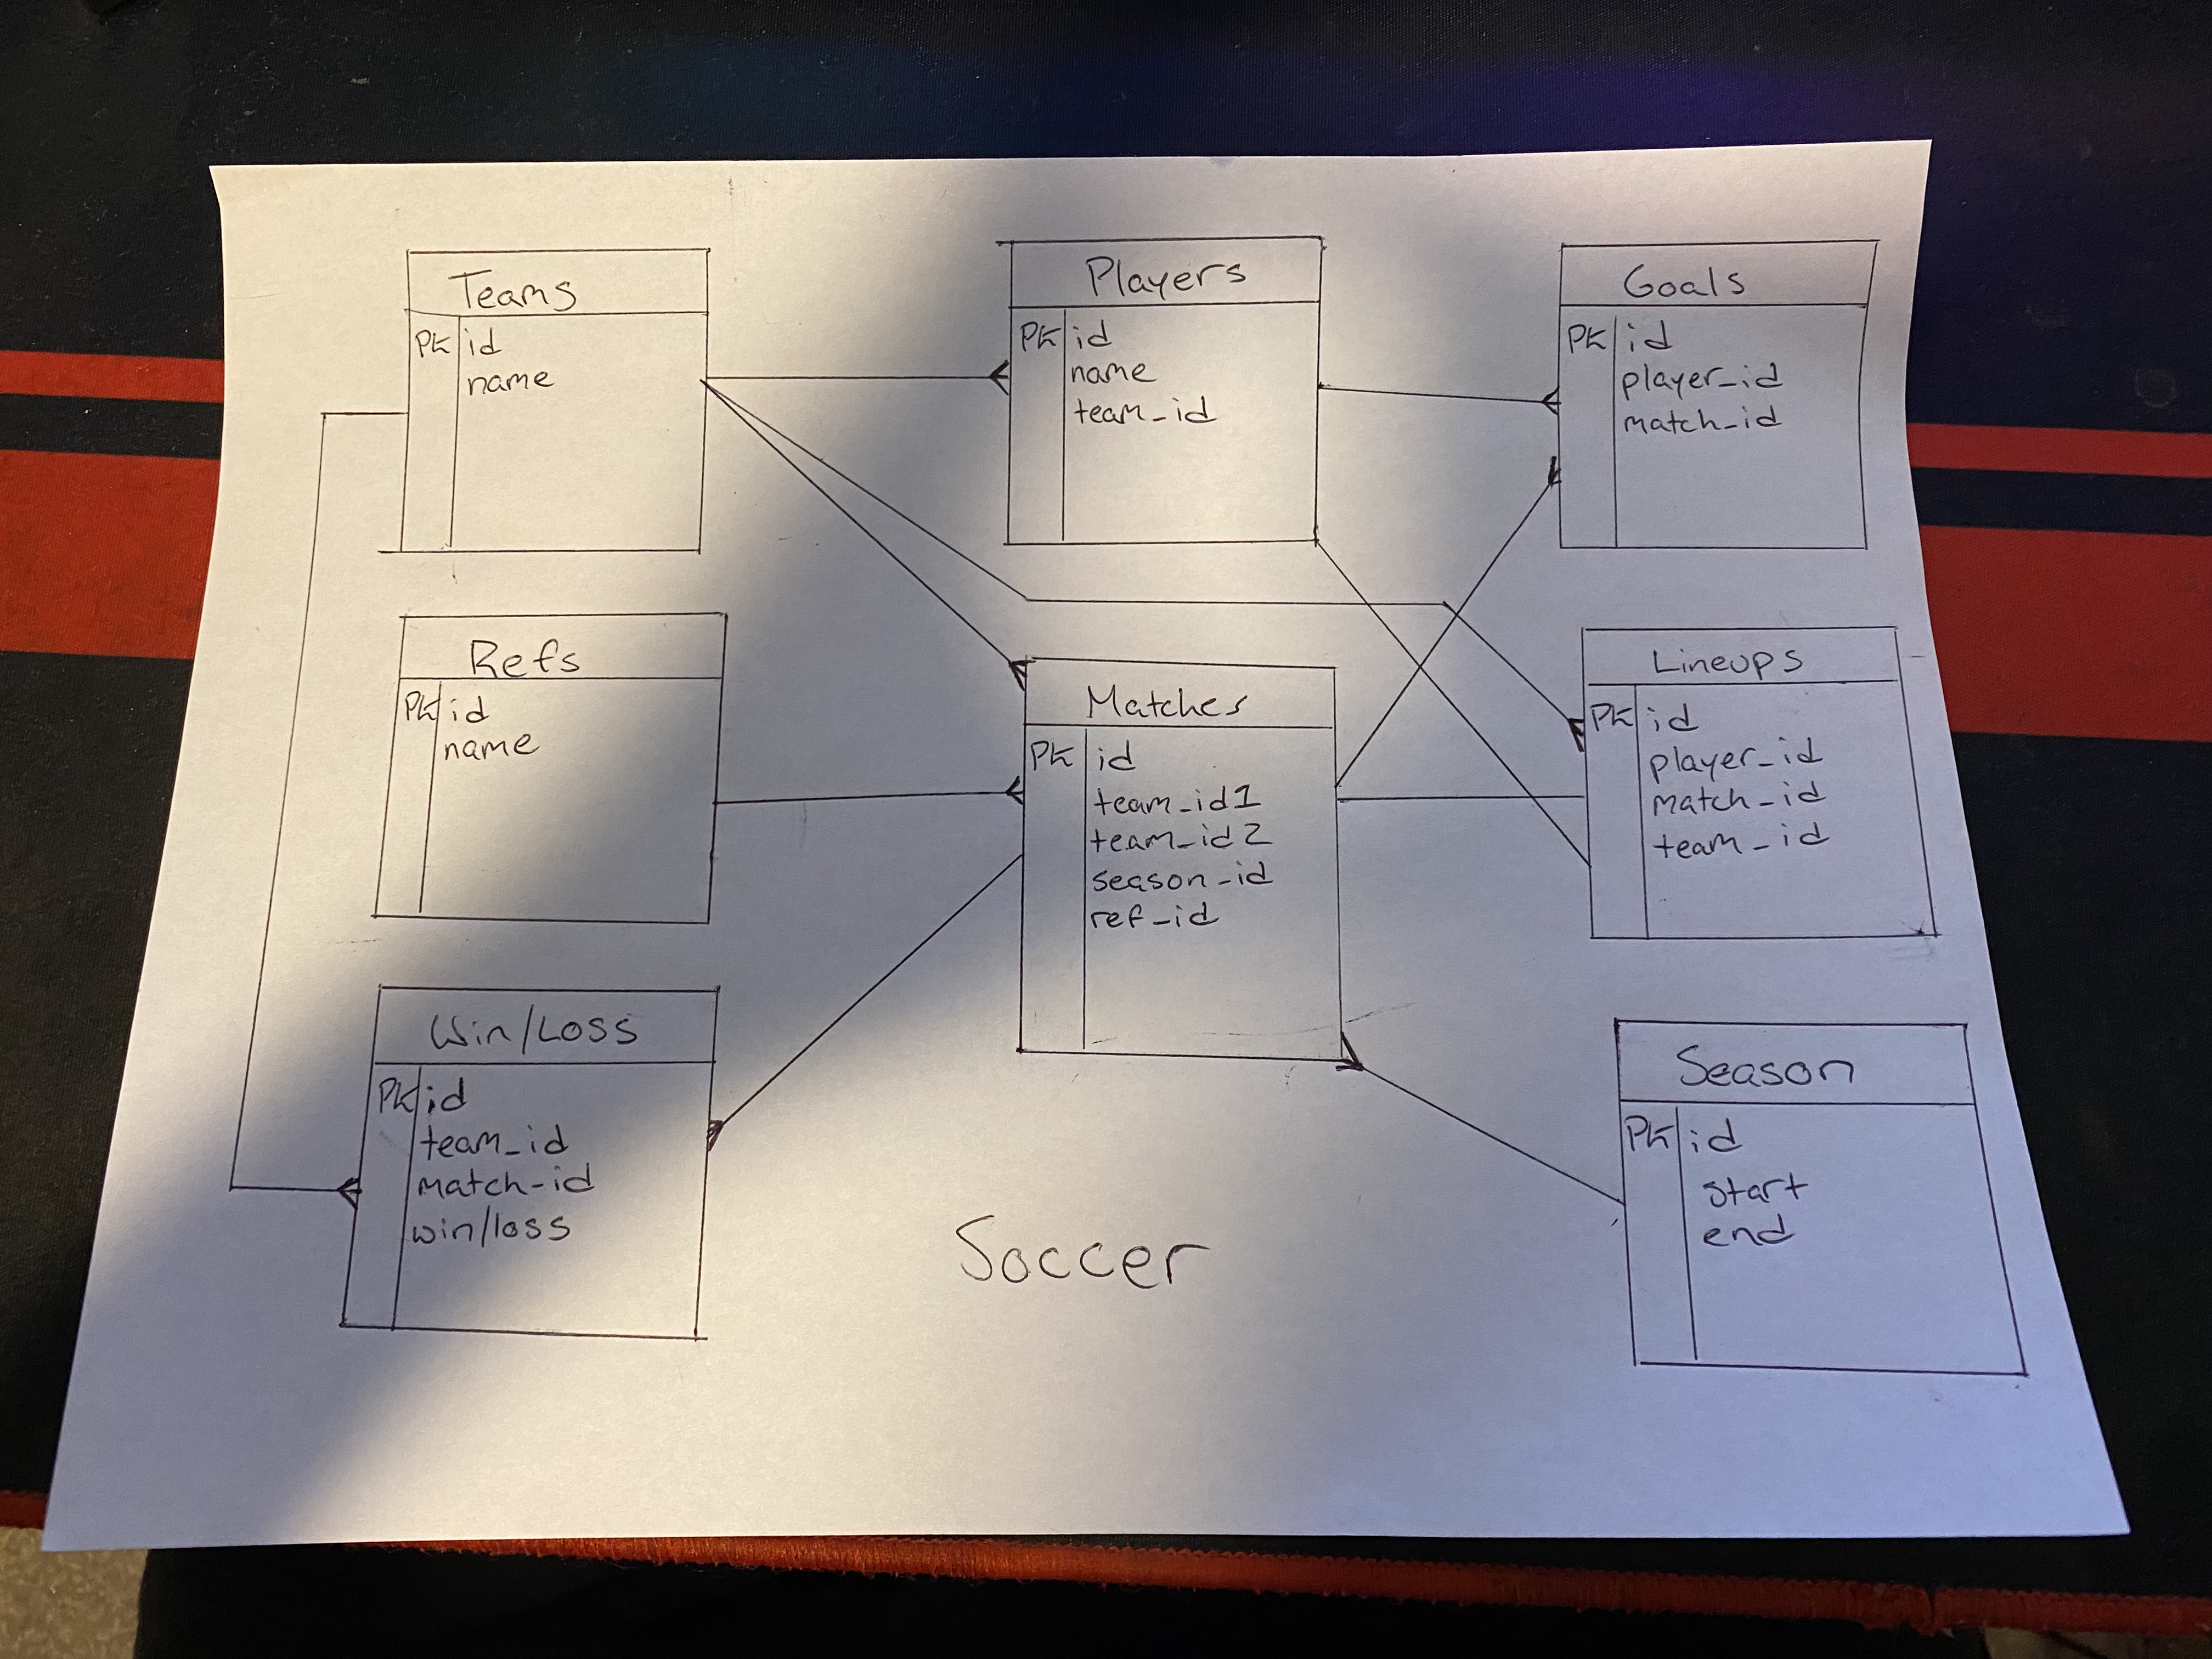 Teams
Pk id
name
Players
Pk id
name
team_id
Goals
Pk id
player_id
match_id
Refs
Pk id
name
Matches
Pk id
team_id1
team_id2
season_id
ref_id
Lineups
Pk id
player_id
match_id
team_id
Win/Loss
Pk id
team_id
match_id
win/loss
Season
Pk id
start
end
Soccer